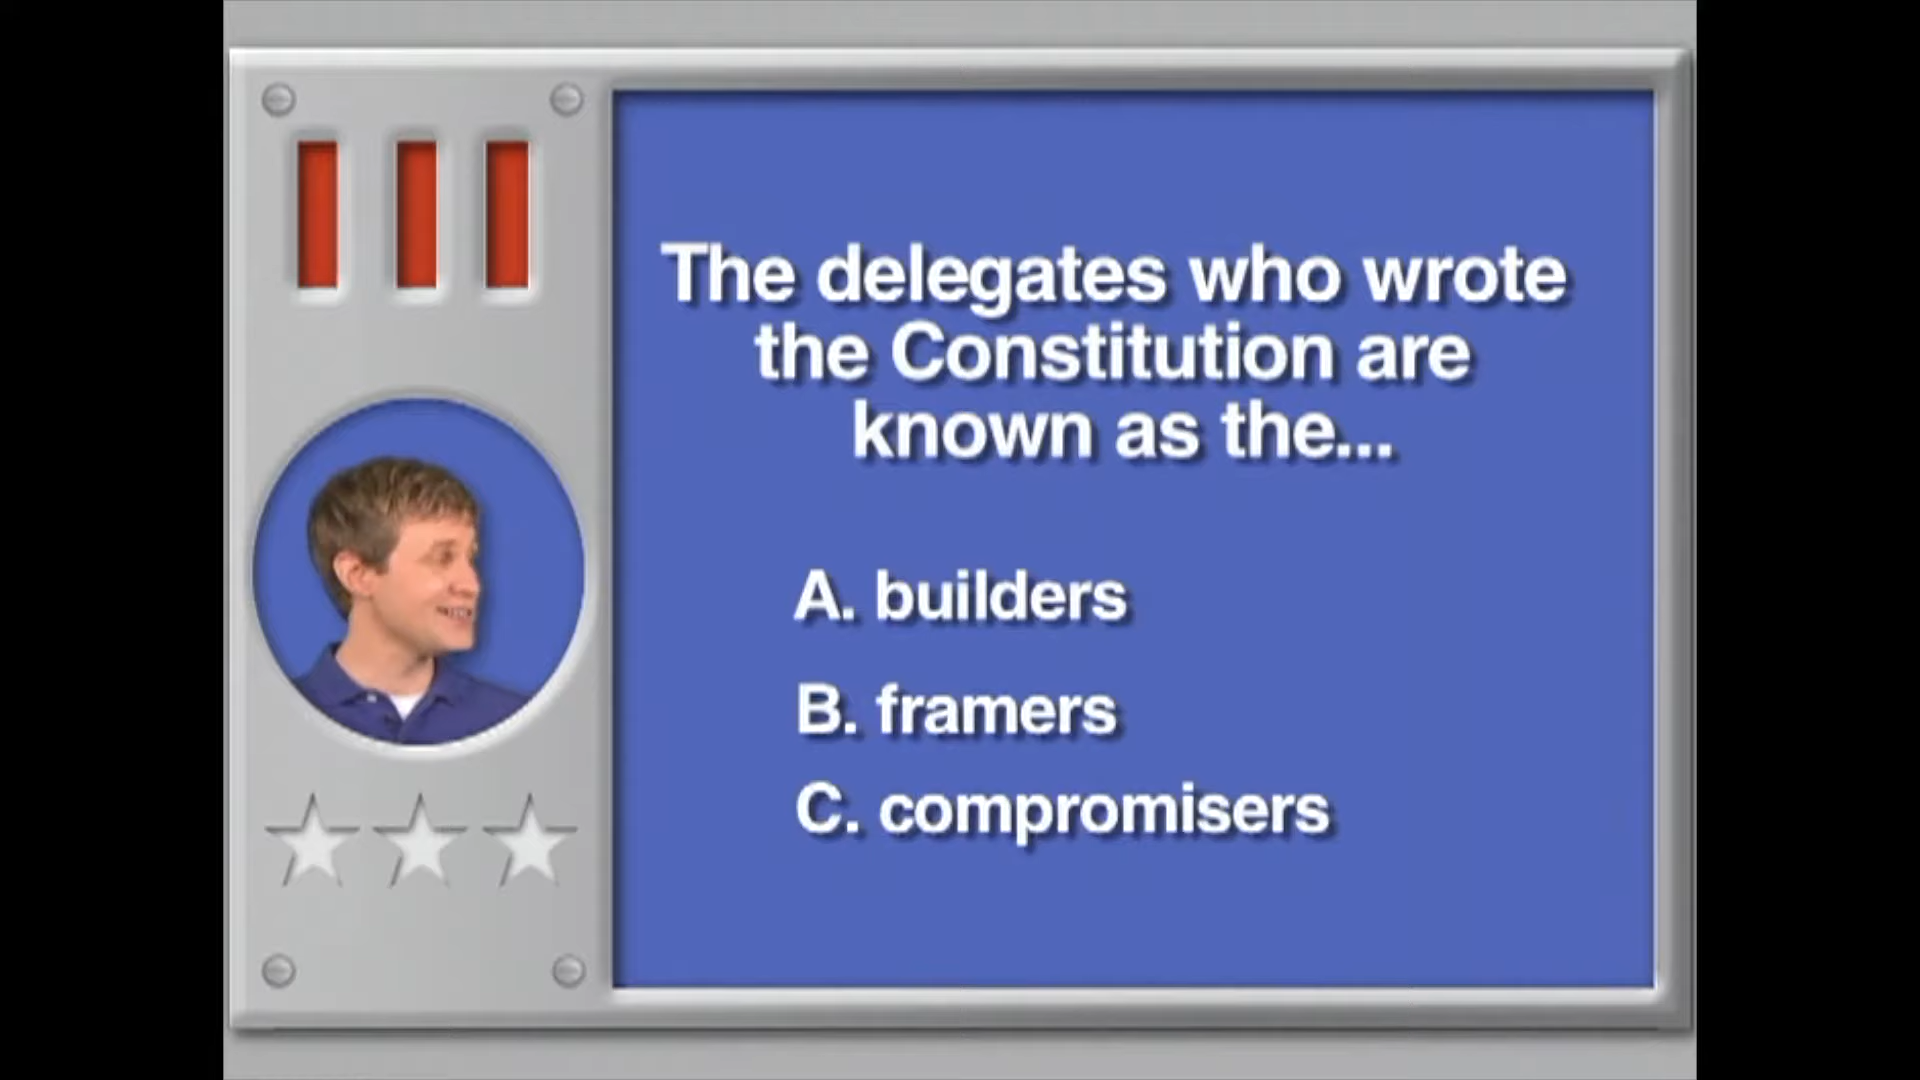 The delegates who wrote
the Constitution are
known as the...
A. builders
B. framers
C. compromisers